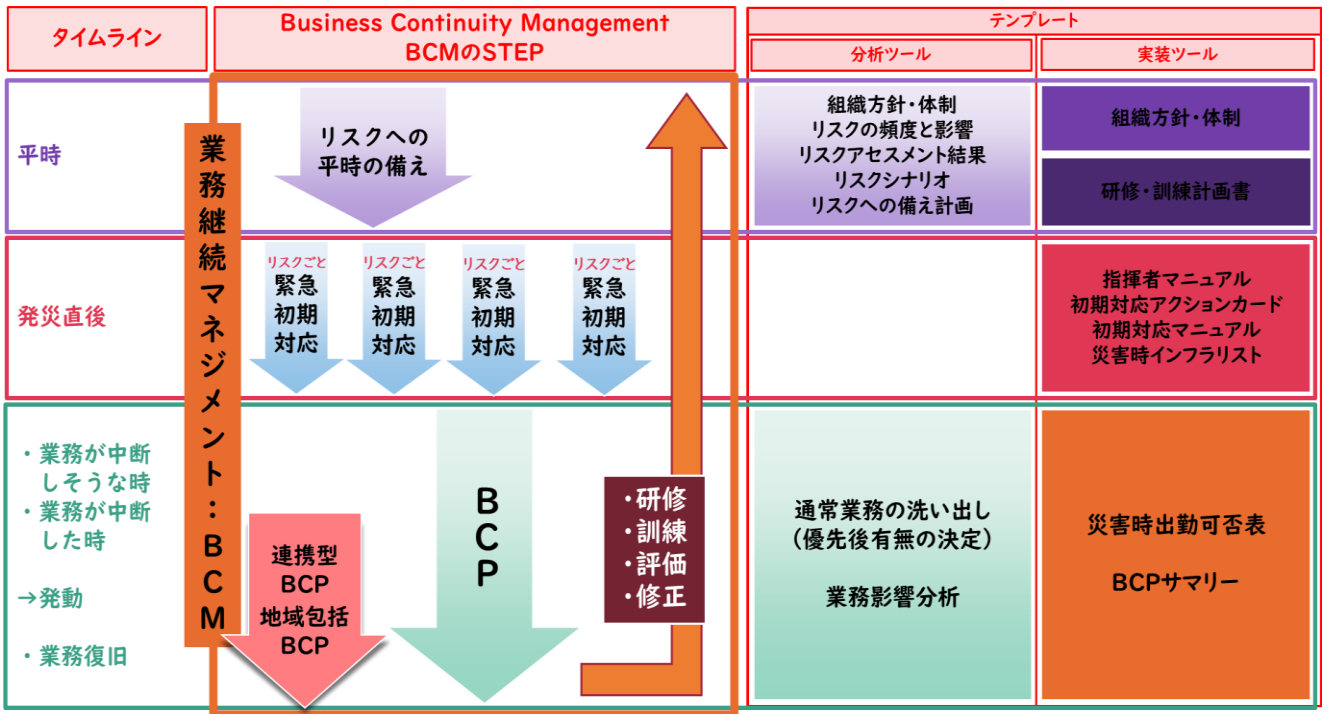 タイムライン
Business Continuity Management
BCMのSTEP
テンプレート
分析ツール
実装ツール
平時
業務継続マネジメント：BCM
リスクへの
平時の備え
組織方針・体制
リスクの頻度と影響
リスクアセスメント結果
リスクシナリオ
リスクへの備え計画
組織方針・体制
研修・訓練計画書
発災直後
リスクごと
緊急
初期
対応
リスクごと
緊急
初期
対応
リスクごと
緊急
初期
対応
リスクごと
緊急
初期
対応
指揮者マニュアル
初期対応アクションカード
初期対応マニュアル
災害時インフラリスト
・業務が中断
しそうな時
・業務が中断
した時
→発動
・業務復旧
連携型
BCP
地域包括
BCP
BCP
・研修
・訓練
・評価
・修正
通常業務の洗い出し
(優先後有無の決定)
業務影響分析
災害時出勤可否表
BCPサマリー